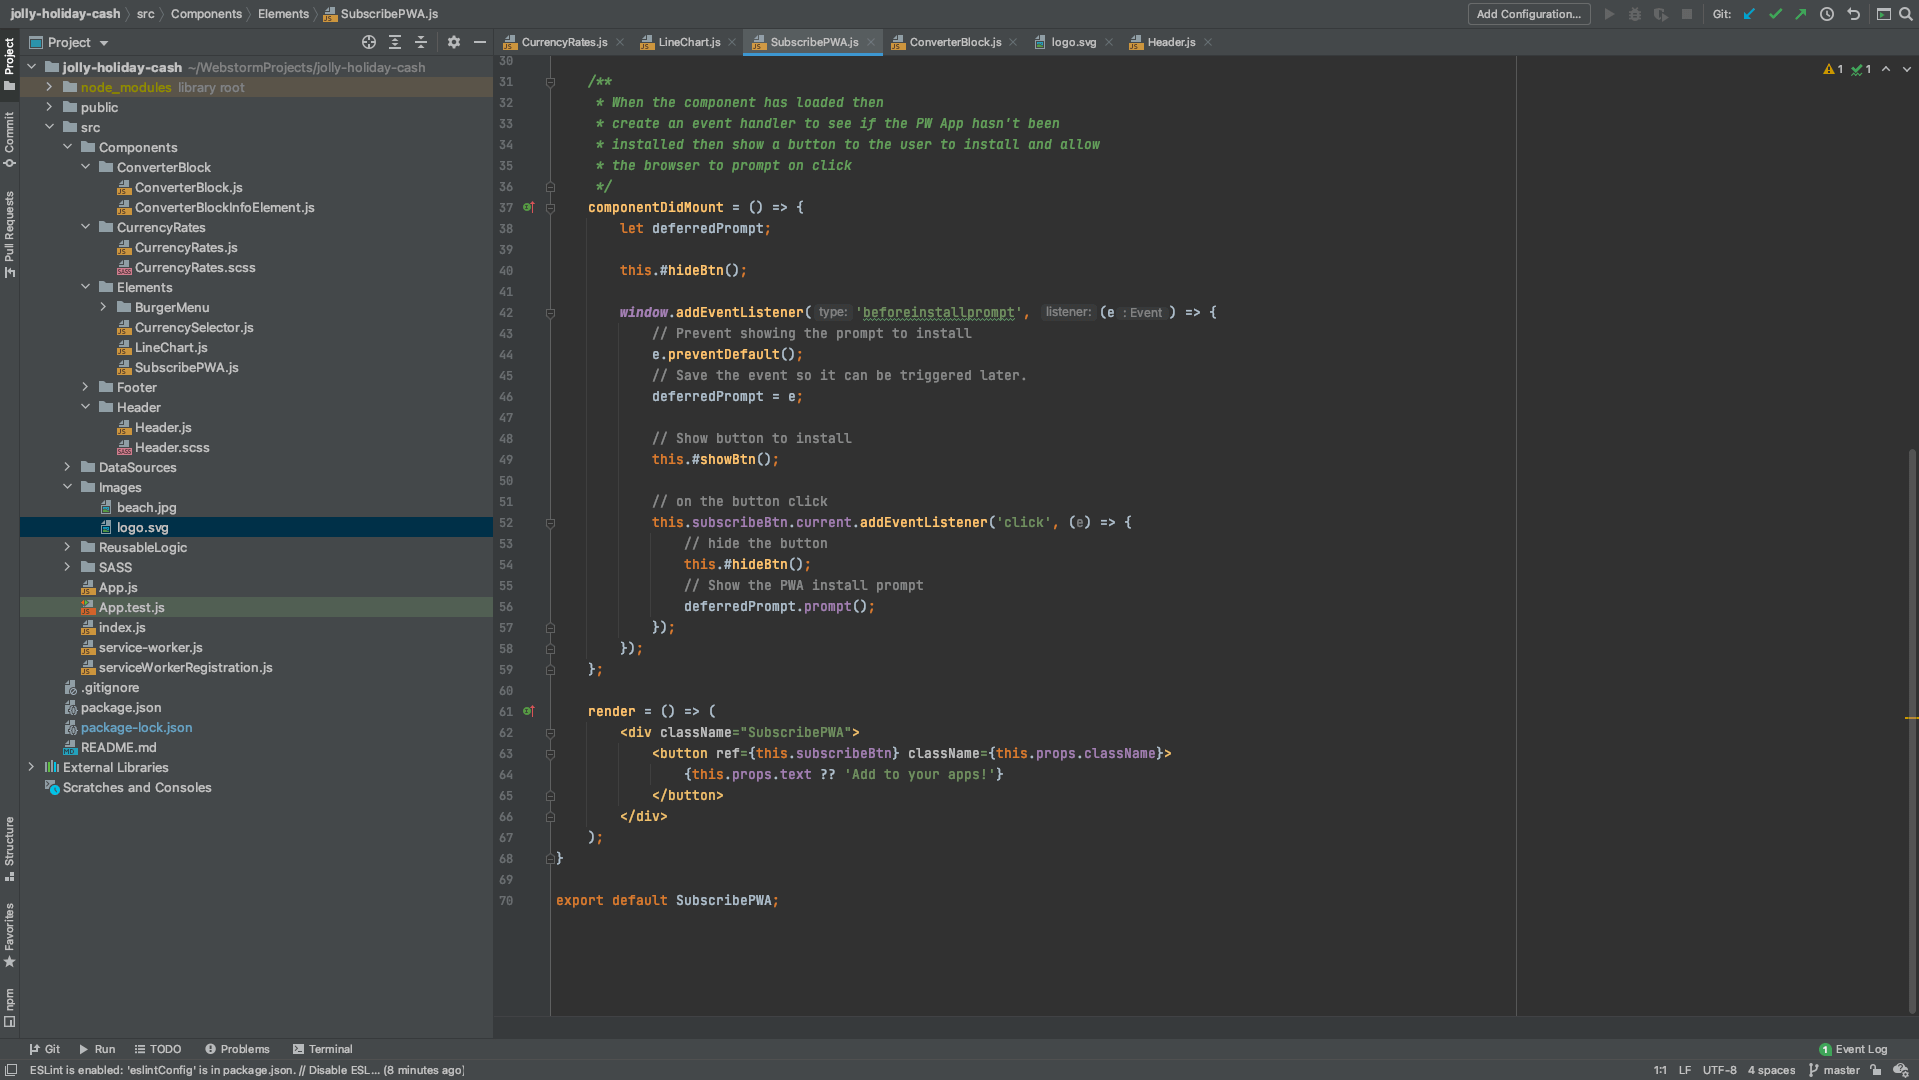 jolly-holiday-cash src Components Elements SubscribePWA.js
Add Configuration... Git:
Project
CurrencyRates.js LineChart.js SubscribePWA.js ConverterBlock.js logo.svg Header.js
Project
Commit
Pull Requests
Structure
Favorites
npm
jolly-holiday-cash ~/WebstormProjects/jolly-holiday-cash
node_modules library root
public
src
Components
ConverterBlock
ConverterBlock.js
ConverterBlockInfoElement.js
CurrencyRates
CurrencyRates.js
CurrencyRates.scss
Elements
BurgerMenu
CurrencySelector.js
LineChart.js
SubscribePWA.js
Footer
Header
Header.js
Header.scss
DataSources
Images
beach.jpg
logo.svg
ReusableLogic
SASS
App.js
App.test.js
index.js
service-worker.js
serviceWorkerRegistration.js
.gitignore
package.json
package-lock.json
README.md
External Libraries
Scratches and Consoles
1 1
30
31 /**
32 * When the component has loaded then
33 * create an event handler to see if the PW App hasn't been
34 * installed then show a button to the user to install and allow
35 * the browser to prompt on click
36 */
37 componentDidMount = () => {
38 let deferredPrompt;
39
40 this.#hideBtn();
41
42 window.addEventListener( type: 'beforeinstallprompt', listener: (e : Event ) => {
43 // Prevent showing the prompt to install
44 e.preventDefault();
45 // Save the event so it can be triggered later.
46 deferredPrompt = e;
47
48 // Show button to install
49 this.#showBtn();
50
51 // on the button click
52 this.subscribeBtn.current.addEventListener('click', (e) => {
53 // hide the button
54 this.#hideBtn();
55 // Show the PWA install prompt
56 deferredPrompt.prompt();
57 });
58 });
59 };
60
61 render = () => (
62 <div className="SubscribePWA">
63 <button ref={this.subscribeBtn} className={this.props.className}>
64 {this.props.text ?? 'Add to your apps!'}
65 </button>
66 </div>
67 );
68 }
69
70 export default SubscribePWA;
Git Run TODO Problems Terminal 1 Event Log
ESLint is enabled: 'eslintConfig' is in package.json. // Disable ESL... (8 minutes ago) 1:1 LF UTF-8 4 spaces master